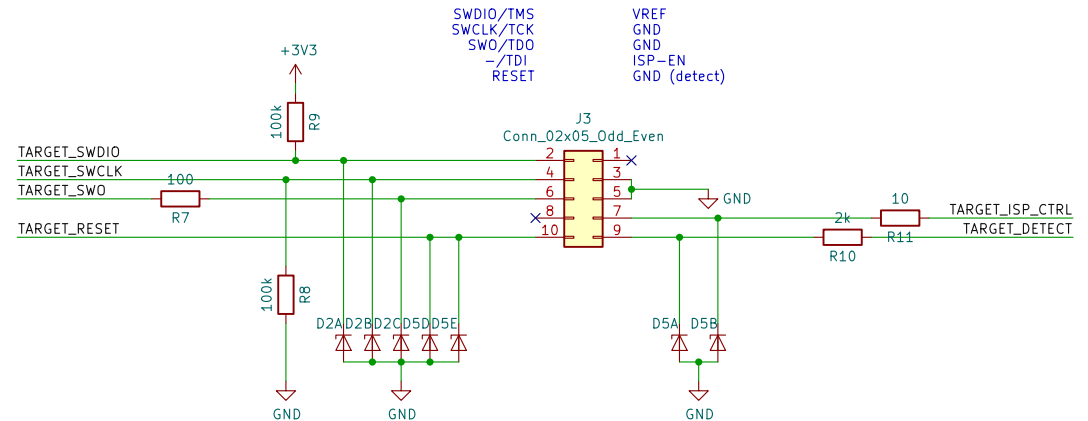 SWDIO/TMS VREF
SWCLK/TCK GND
SWO/TDO GND
-/TDI ISP-EN
RESET GND (detect)
+3V3
100k
R9
J3
Conn_02x05_Odd_Even
TARGET_SWDIO
2 1
TARGET_SWCLK
4 3
100
TARGET_SWO
6 5
GND
R7
8 7
10
TARGET_ISP_CTRL
2k
TARGET_RESET
10 9
TARGET_DETECT
R11
R10
100k
R8
D2A D2B D2C D5D D5E
D5A D5B
GND
GND
GND